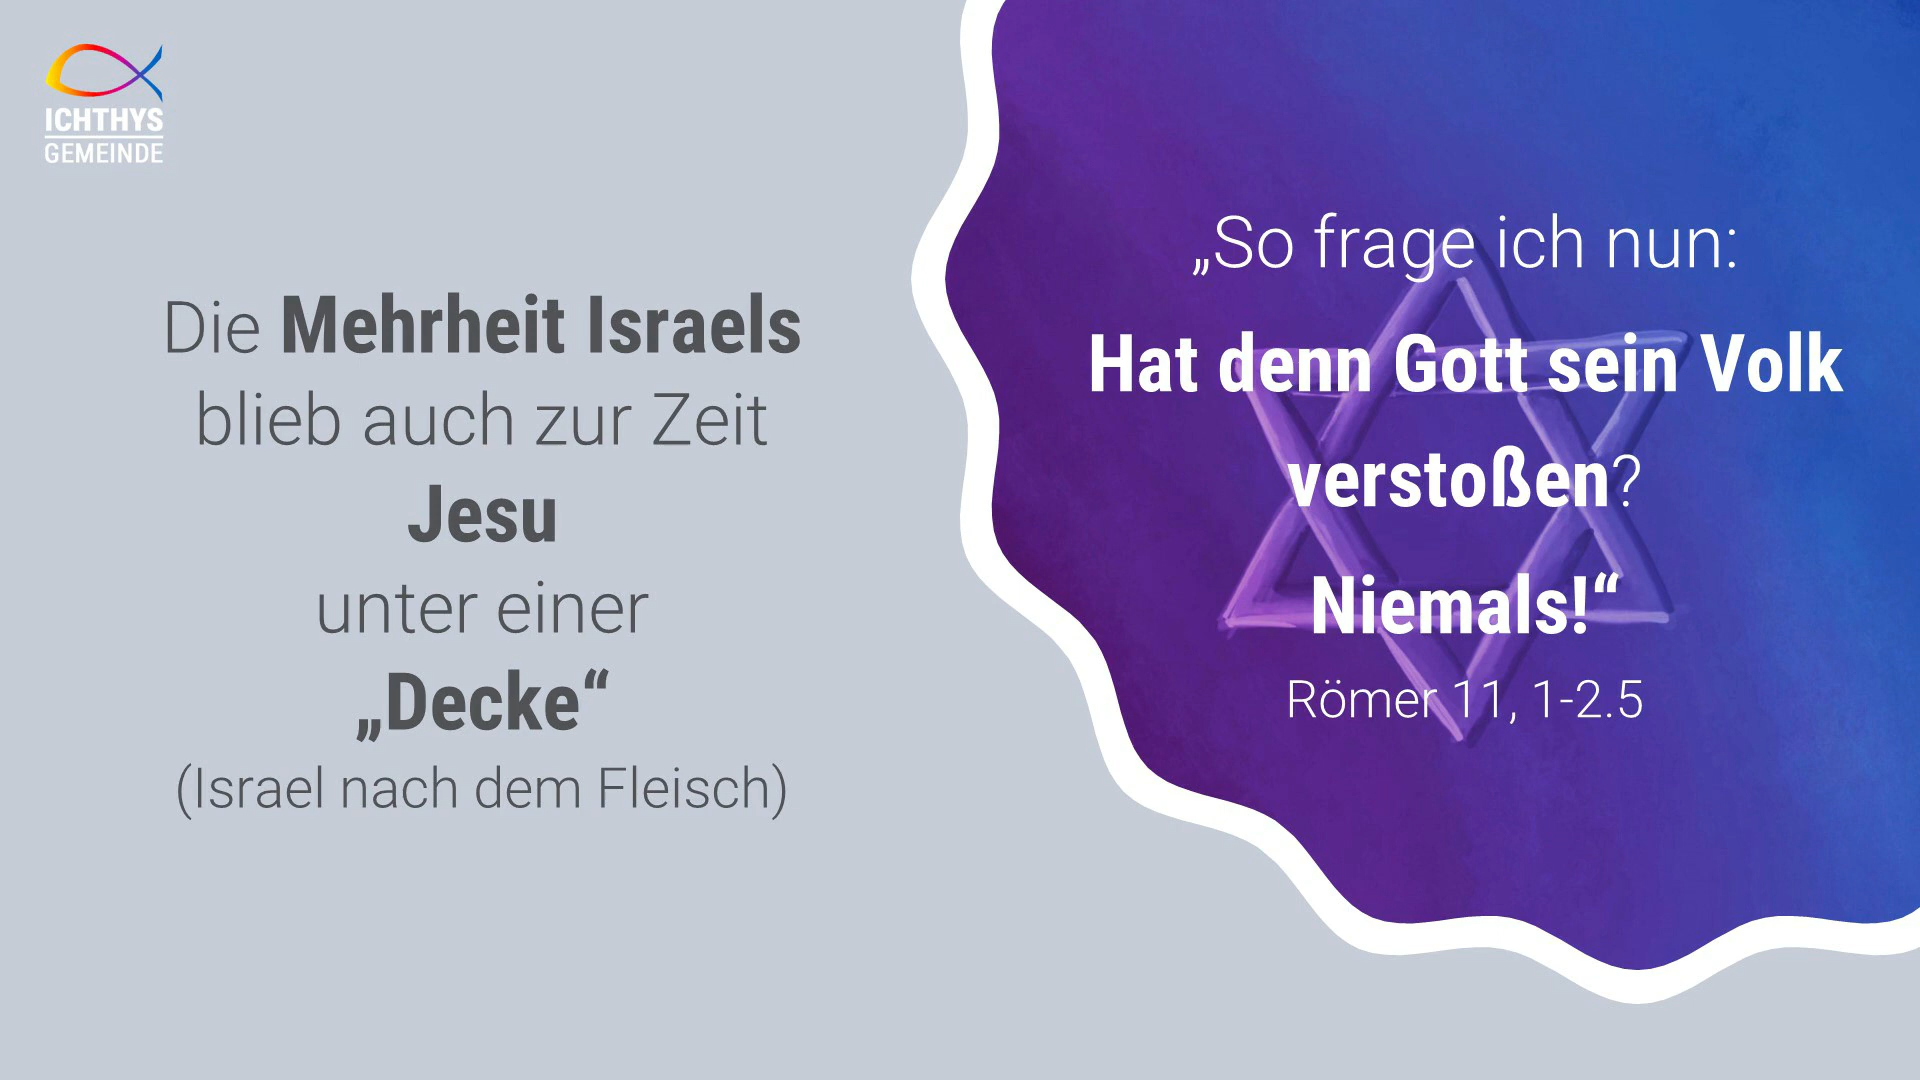 ICHTHYS
GEMEINDE
Die Mehrheit Israels
blieb auch zur Zeit
Jesu
unter einer
„Decke“
(Israel nach dem Fleisch)
„So frage ich nun:
Hat denn Gott sein Volk
verstoßen?
Niemals!“
Römer 11, 1-2.5